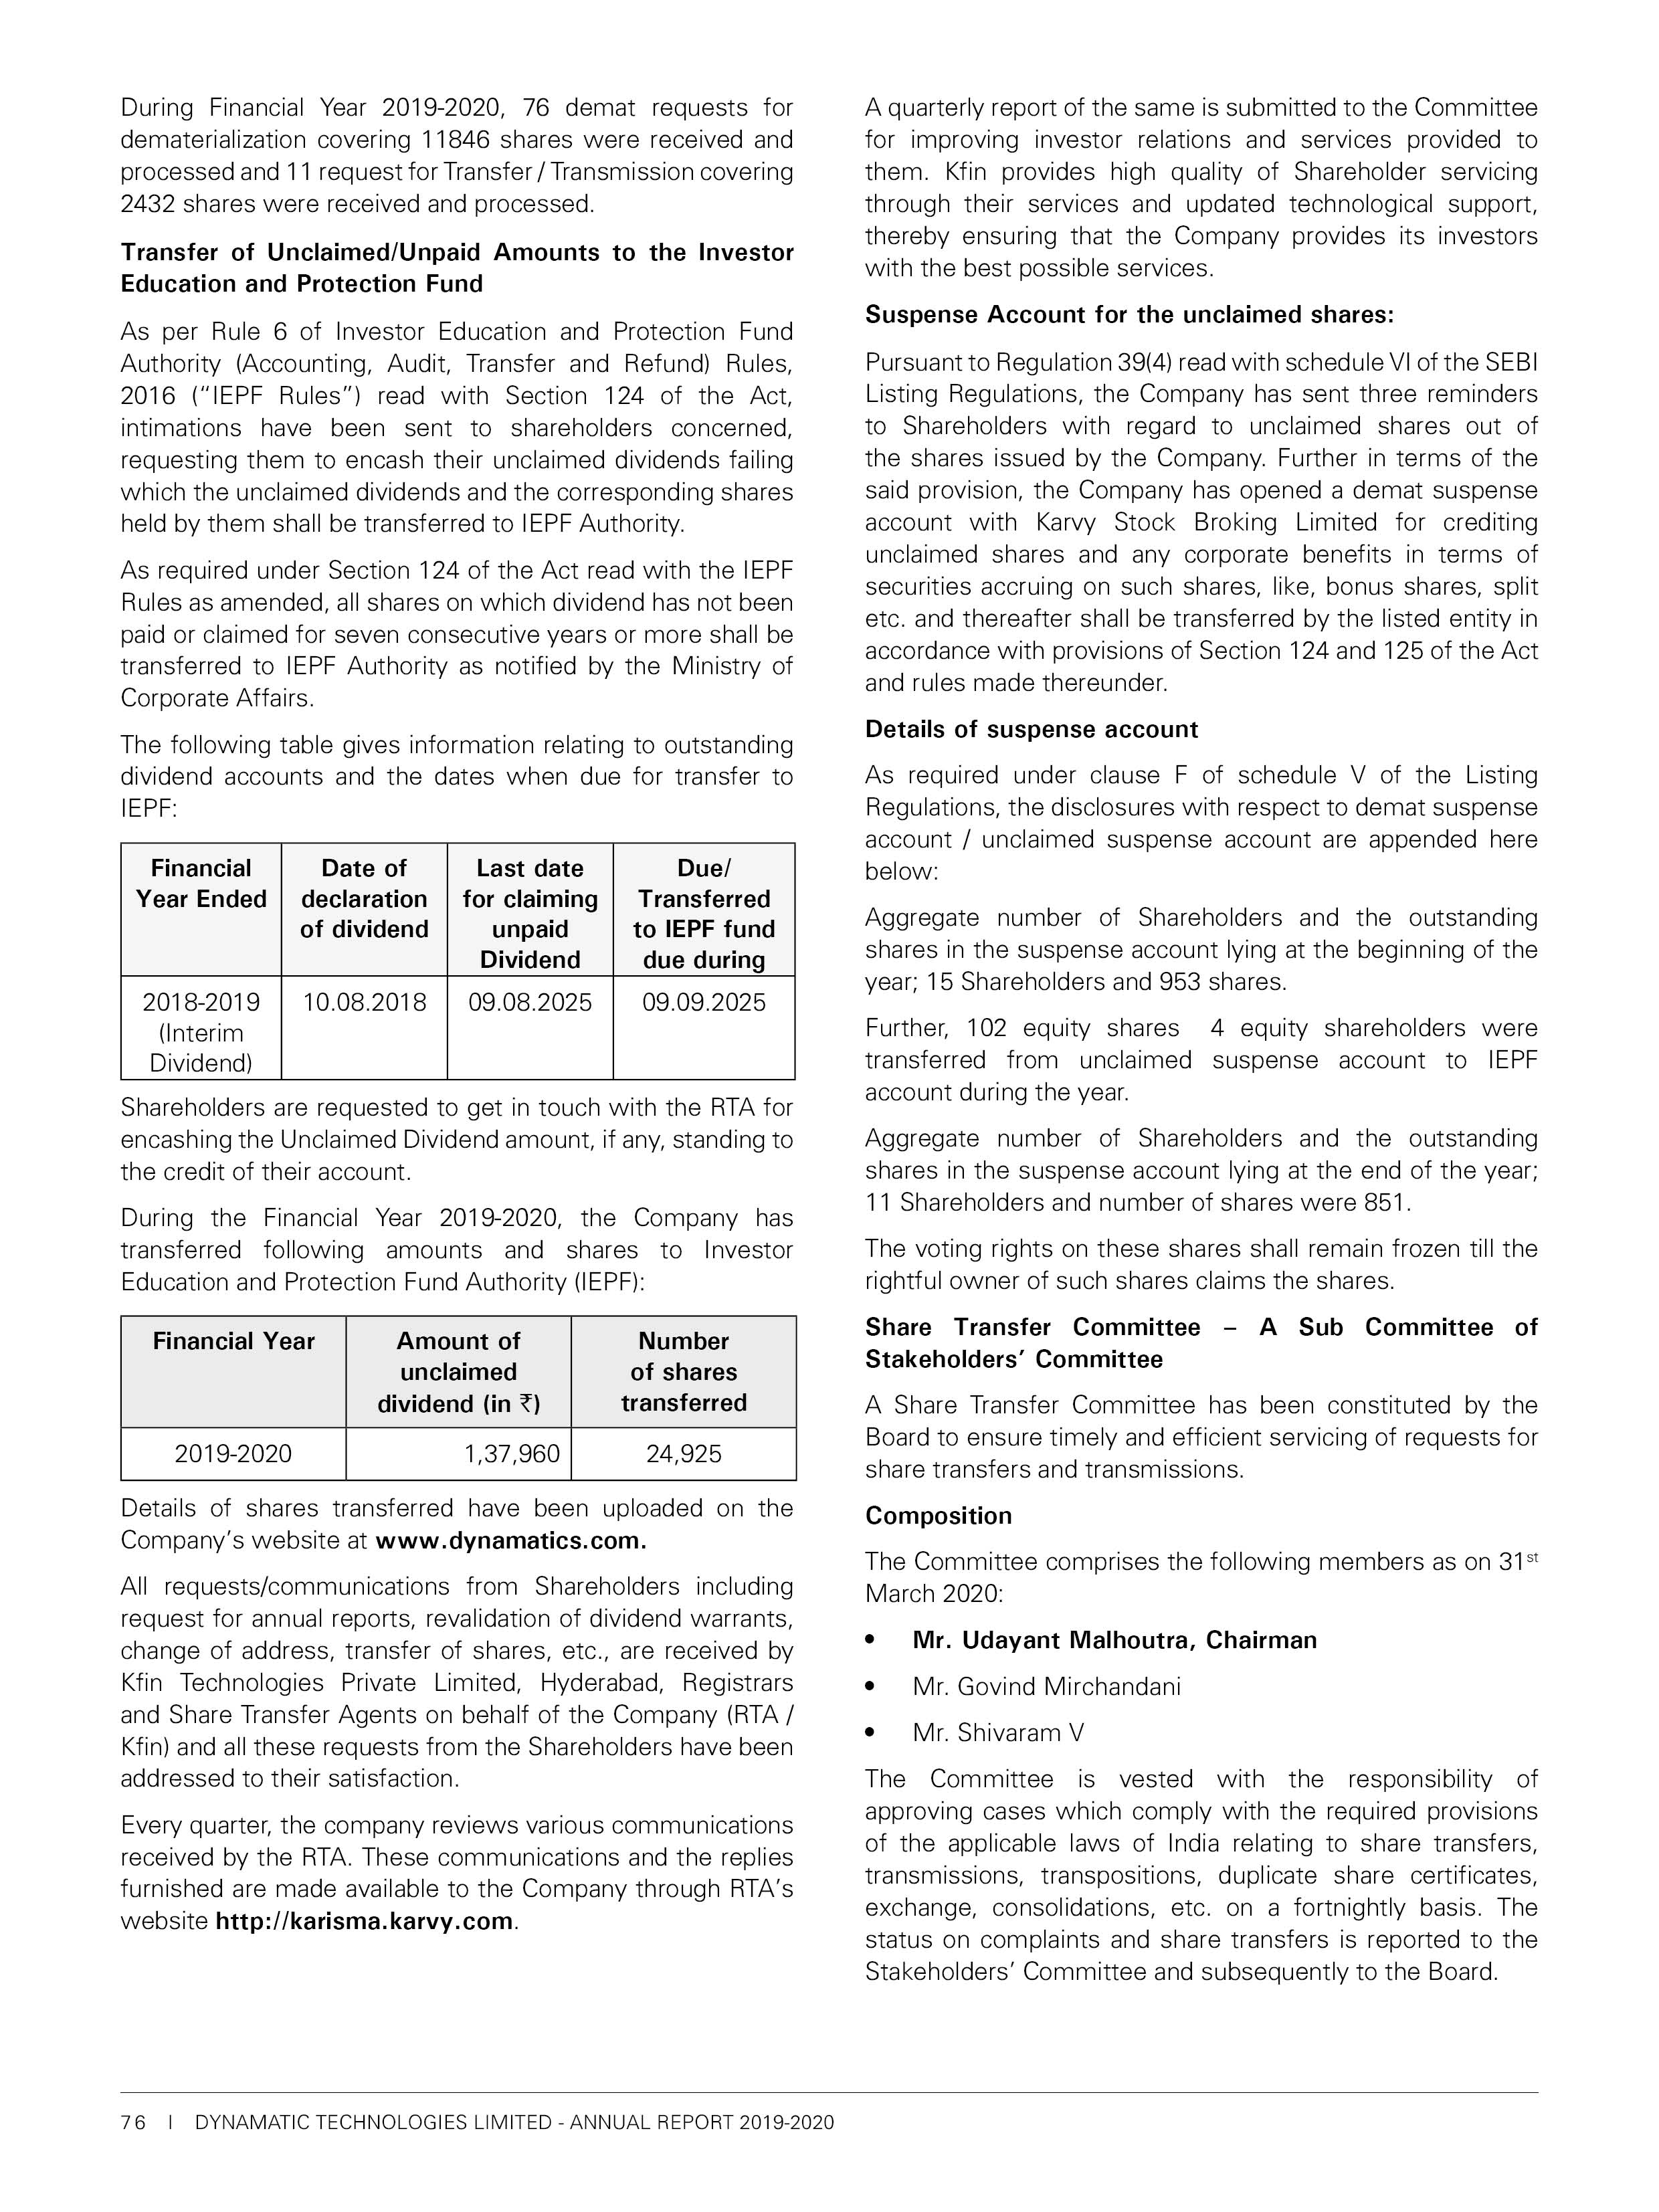 During Financial Year 2019-2020, 76 demat requests for
dematerialization covering 11846 shares were received and
processed and 11 request for Transfer / Transmission covering
2432 shares were received and processed.
Transfer of Unclaimed/Unpaid Amounts to the Investor
Education and Protection Fund
As per Rule 6 of Investor Education and Protection Fund
Authority (Accounting, Audit, Transfer and Refund) Rules,
2016 (“IEPF Rules”) read with Section 124 of the Act,
intimations have been sent to shareholders concerned,
requesting them to encash their unclaimed dividends failing
which the unclaimed dividends and the corresponding shares
held by them shall be transferred to IEPF Authority.
As required under Section 124 of the Act read with the IEPF
Rules as amended, all shares on which dividend has not been
paid or claimed for seven consecutive years or more shall be
transferred to IEPF Authority as notified by the Ministry of
Corporate Affairs.
The following table gives information relating to outstanding
dividend accounts and the dates when due for transfer to
IEPF:
Financial Date of Last date Due/
Year Ended declaration for claiming Transferred
of dividend unpaid to IEPF fund
Dividend due during
2018-2019 10.08.2018 09.08.2025 09.09.2025
(Interim
Dividend)
Shareholders are requested to get in touch with the RTA for
encashing the Unclaimed Dividend amount, if any, standing to
the credit of their account.
During the Financial Year 2019-2020, the Company has
transferred following amounts and shares to Investor
Education and Protection Fund Authority (IEPF):
Financial Year Amount of Number
unclaimed of shares
dividend (in ₹) transferred
2019-2020 1,37,960 24,925
Details of shares transferred have been uploaded on the
Company’s website at www.dynamatics.com.
All requests/communications from Shareholders including
request for annual reports, revalidation of dividend warrants,
change of address, transfer of shares, etc., are received by
Kfin Technologies Private Limited, Hyderabad, Registrars
and Share Transfer Agents on behalf of the Company (RTA /
Kfin) and all these requests from the Shareholders have been
addressed to their satisfaction.
Every quarter, the company reviews various communications
received by the RTA. These communications and the replies
furnished are made available to the Company through RTA’s
website http://karisma.karvy.com.
A quarterly report of the same is submitted to the Committee
for improving investor relations and services provided to
them. Kfin provides high quality of Shareholder servicing
through their services and updated technological support,
thereby ensuring that the Company provides its investors
with the best possible services.
Suspense Account for the unclaimed shares:
Pursuant to Regulation 39(4) read with schedule VI of the SEBI
Listing Regulations, the Company has sent three reminders
to Shareholders with regard to unclaimed shares out of
the shares issued by the Company. Further in terms of the
said provision, the Company has opened a demat suspense
account with Karvy Stock Broking Limited for crediting
unclaimed shares and any corporate benefits in terms of
securities accruing on such shares, like, bonus shares, split
etc. and thereafter shall be transferred by the listed entity in
accordance with provisions of Section 124 and 125 of the Act
and rules made thereunder.
Details of suspense account
As required under clause F of schedule V of the Listing
Regulations, the disclosures with respect to demat suspense
account / unclaimed suspense account are appended here
below:
Aggregate number of Shareholders and the outstanding
shares in the suspense account lying at the beginning of the
year; 15 Shareholders and 953 shares.
Further, 102 equity shares 4 equity shareholders were
transferred from unclaimed suspense account to IEPF
account during the year.
Aggregate number of Shareholders and the outstanding
shares in the suspense account lying at the end of the year;
11 Shareholders and number of shares were 851.
The voting rights on these shares shall remain frozen till the
rightful owner of such shares claims the shares.
Share Transfer Committee – A Sub Committee of
Stakeholders’ Committee
A Share Transfer Committee has been constituted by the
Board to ensure timely and efficient servicing of requests for
share transfers and transmissions.
Composition
The Committee comprises the following members as on 31st
March 2020:
• Mr. Udayant Malhoutra, Chairman
• Mr. Govind Mirchandani
• Mr. Shivaram V
The Committee is vested with the responsibility of
approving cases which comply with the required provisions
of the applicable laws of India relating to share transfers,
transmissions, transpositions, duplicate share certificates,
exchange, consolidations, etc. on a fortnightly basis. The
status on complaints and share transfers is reported to the
Stakeholders’ Committee and subsequently to the Board.
76 I DYNAMATIC TECHNOLOGIES LIMITED - ANNUAL REPORT 2019-2020